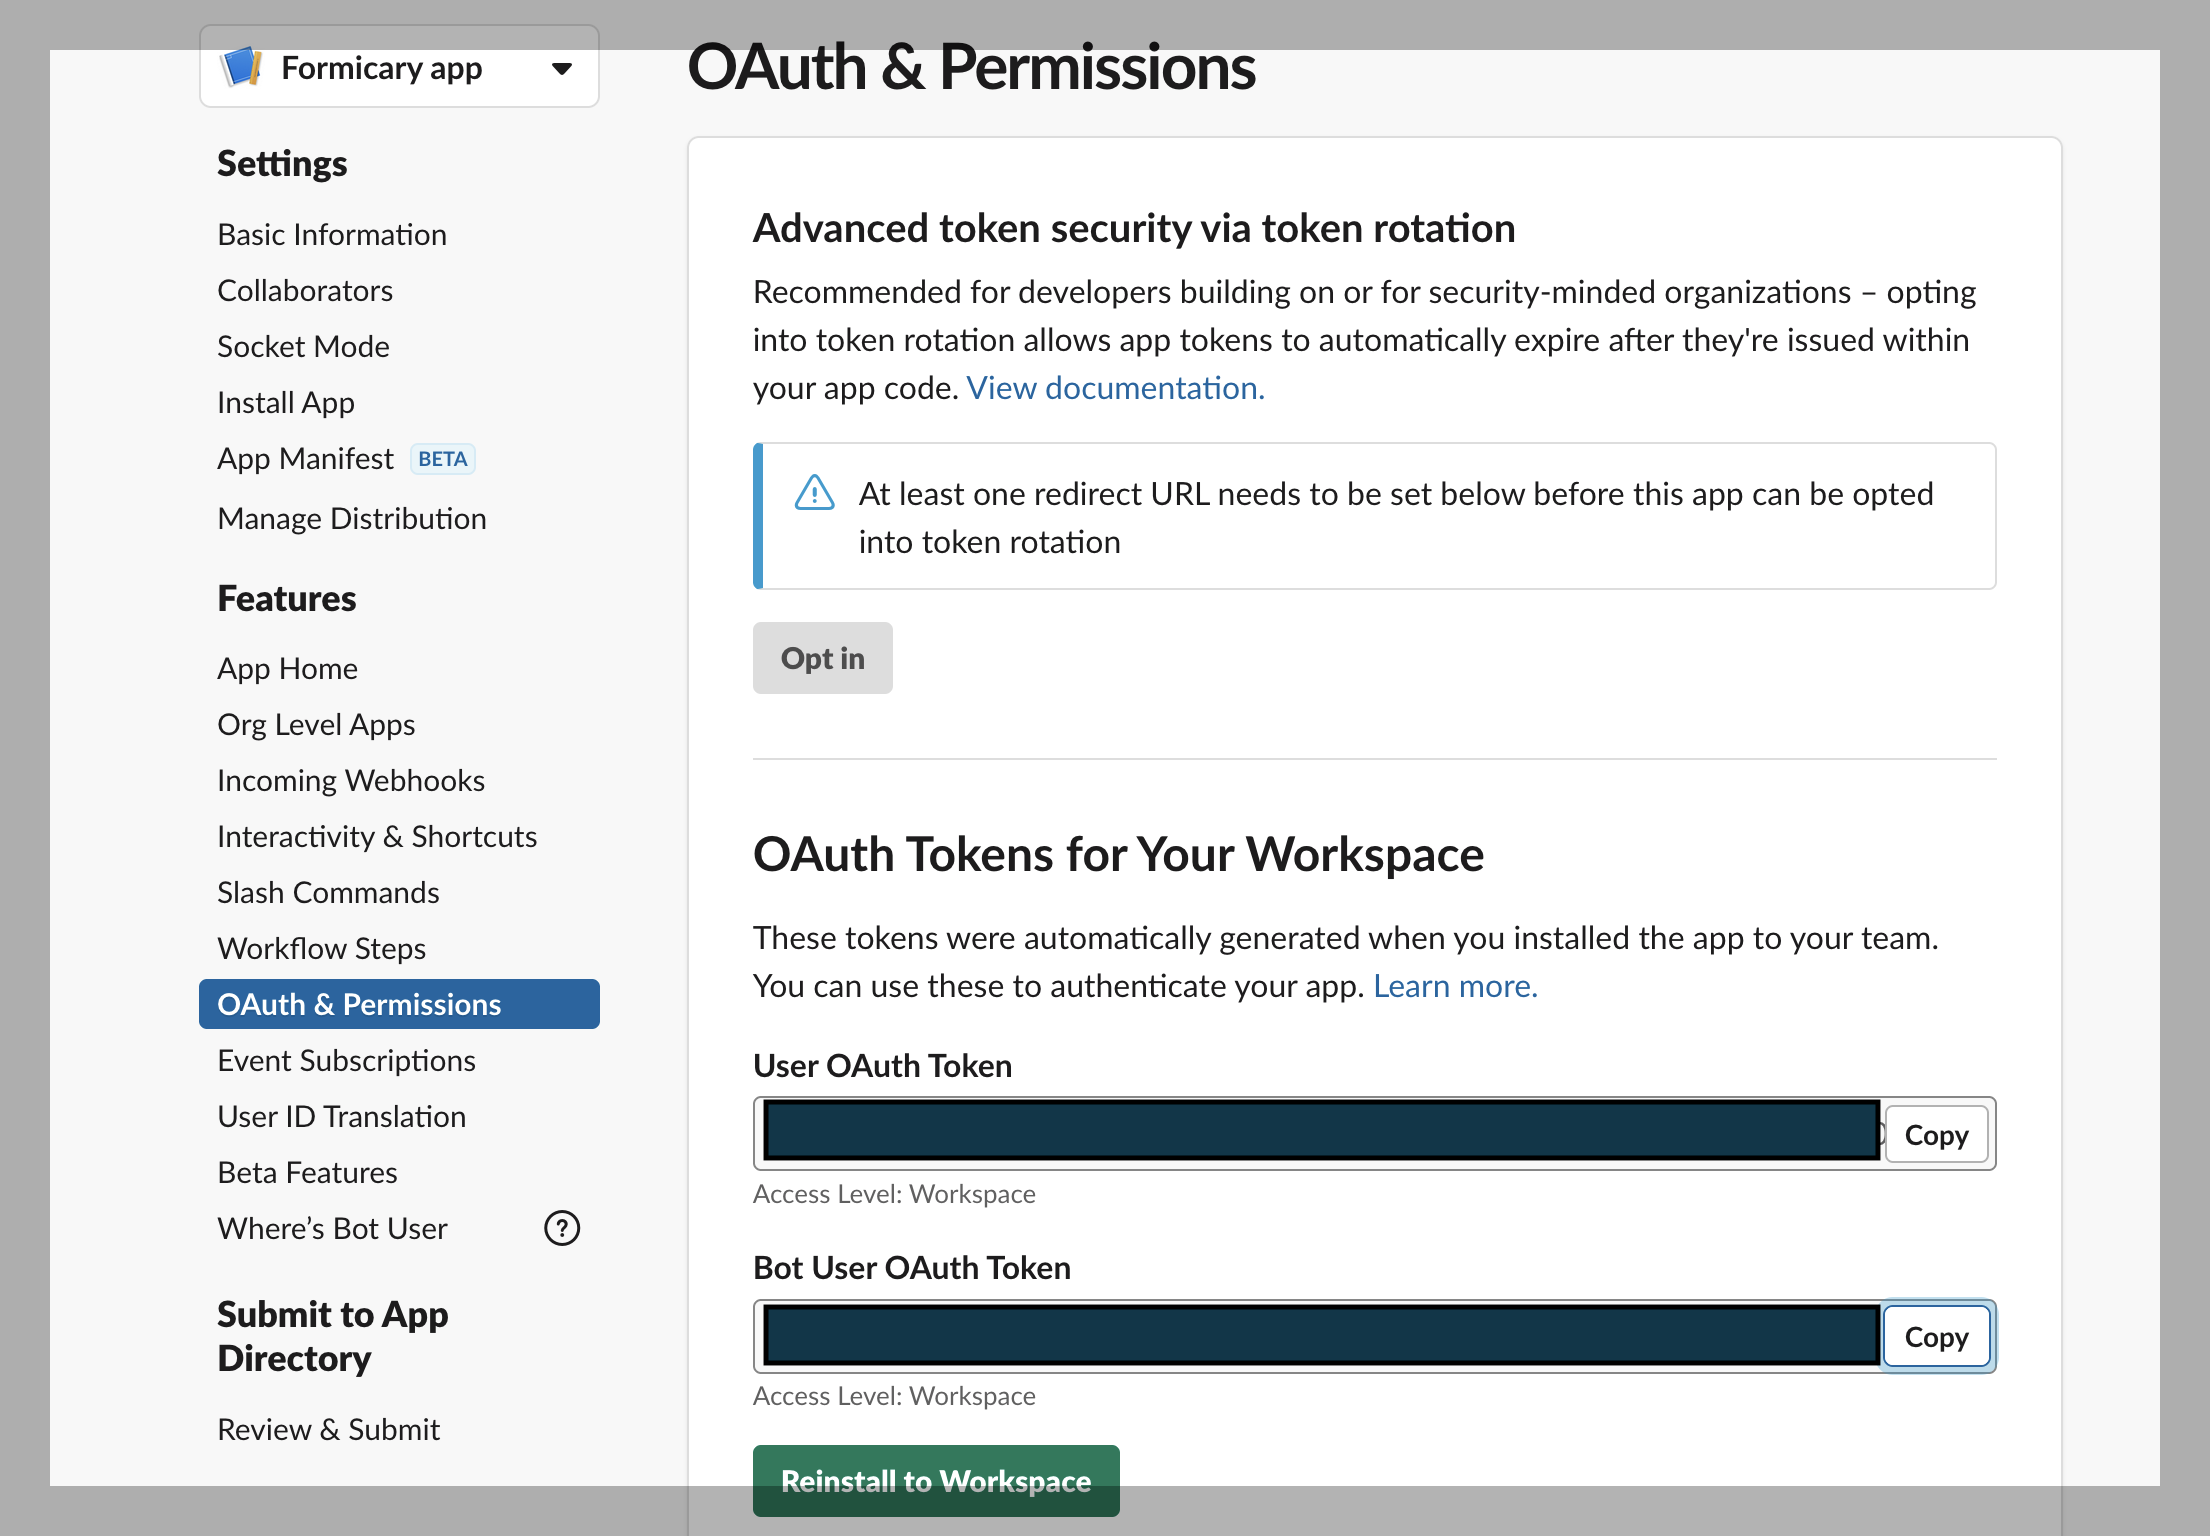 Formicary app
Settings
Basic Information
Collaborators
Socket Mode
Install App
App Manifest BETA
Manage Distribution
Features
App Home
Org Level Apps
Incoming Webhooks
Interactivity & Shortcuts
Slash Commands
Workflow Steps
OAuth & Permissions
Event Subscriptions
User ID Translation
Beta Features
Where’s Bot User ?
Submit to App
Directory
Review & Submit
OAuth & Permissions
Advanced token security via token rotation
Recommended for developers building on or for security-minded organizations – opting
into token rotation allows app tokens to automatically expire after they're issued within
your app code. View documentation.
At least one redirect URL needs to be set below before this app can be opted
into token rotation
Opt in
OAuth Tokens for Your Workspace
These tokens were automatically generated when you installed the app to your team.
You can use these to authenticate your app. Learn more.
User OAuth Token
Copy
Access Level: Workspace
Bot User OAuth Token
Copy
Access Level: Workspace
Reinstall to Workspace